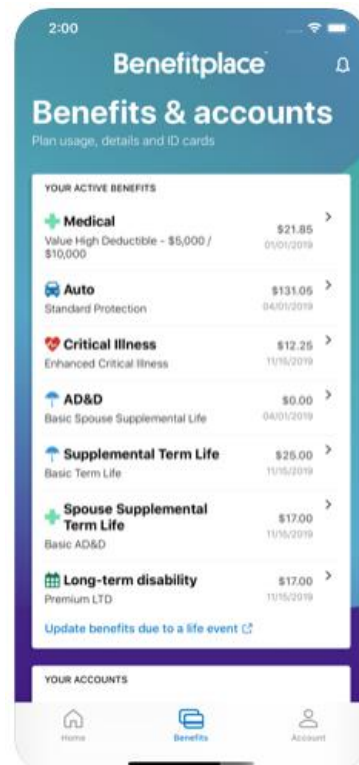 2:00
Benefitplace
Benefits & accounts
Plan usage, details and ID cards
YOUR ACTIVE BENEFITS
Medical
$21.85
Value High Deductible - $5,000 /
$10,000
01/01/2019
Auto
$131.05
Standard Protection
04/01/2019
Critical Illness
$12.25
Enhanced Critical Illness
11/15/2019
AD&D
$0.00
Basic Spouse Supplemental Life
04/01/2019
Supplemental Term Life
$25.00
Basic Term Life
11/15/2019
Spouse Supplemental
Term Life
$17.00
Basic AD&D
11/15/2019
Long-term disability
$17.00
Premium LTD
11/15/2019
Update benefits due to a life event
YOUR ACCOUNTS
Home
Benefits
Account